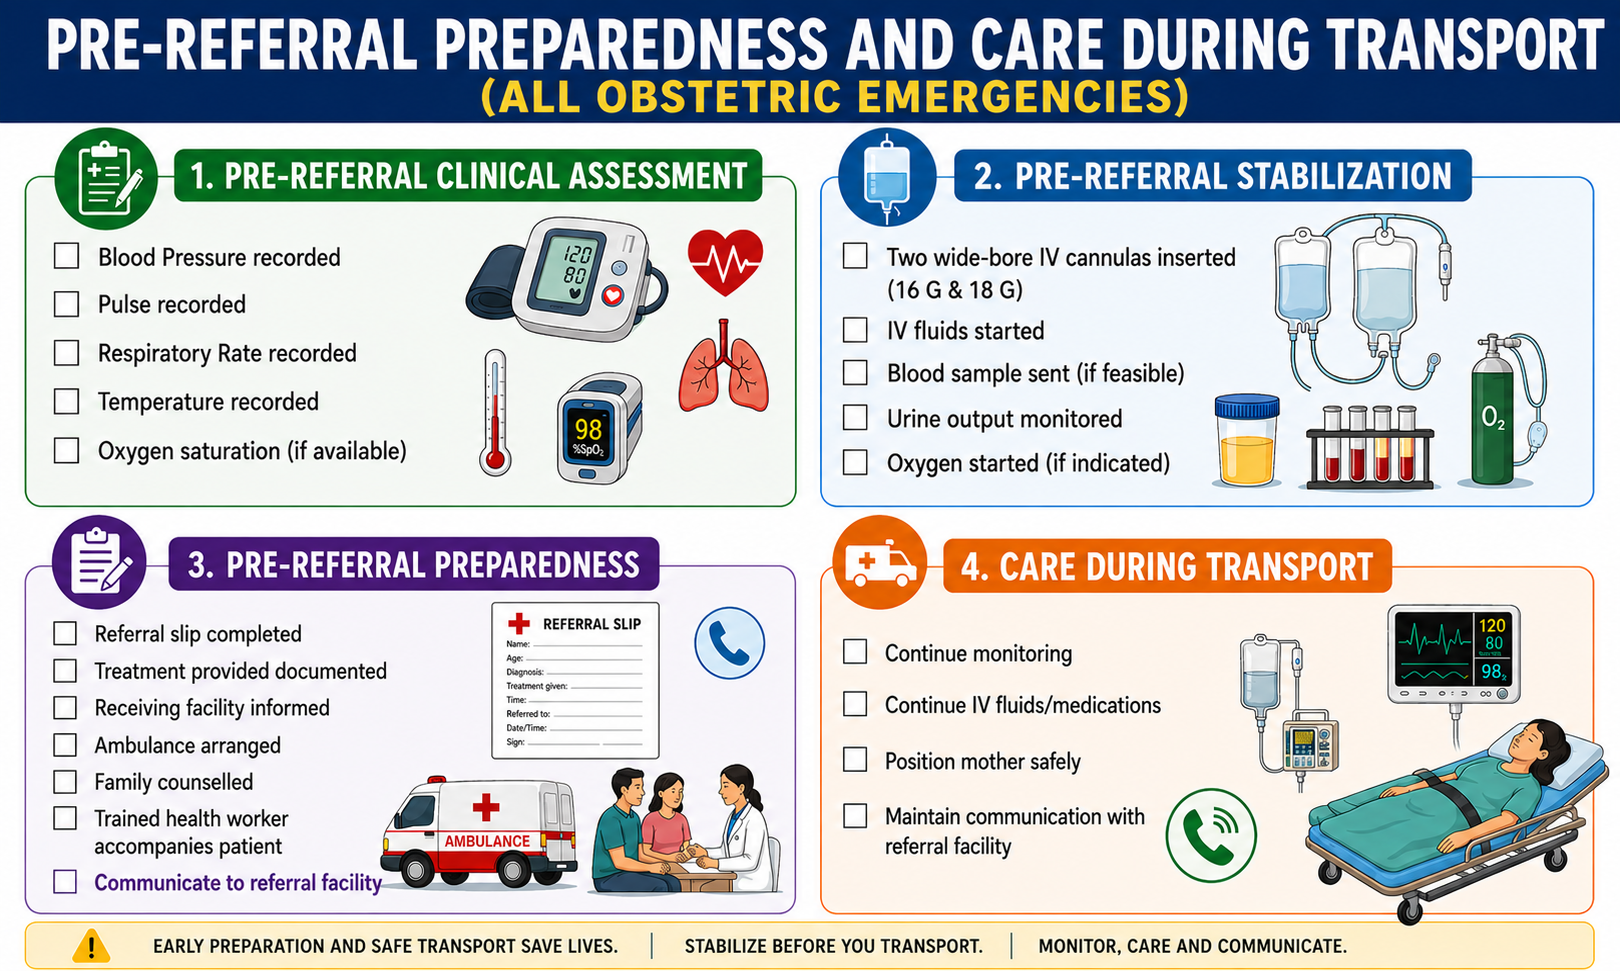 PRE-REFERRAL PREPAREDNESS AND CARE DURING TRANSPORT
(ALL OBSTETRIC EMERGENCIES)
1. PRE-REFERRAL CLINICAL ASSESSMENT
Blood Pressure recorded
Pulse recorded
Respiratory Rate recorded
Temperature recorded
Oxygen saturation (if available)
120
80
98
%SpO₂
2. PRE-REFERRAL STABILIZATION
Two wide-bore IV cannulas inserted
(16 G & 18 G)
IV fluids started
Blood sample sent (if feasible)
Urine output monitored
Oxygen started (if indicated)
O₂
3. PRE-REFERRAL PREPAREDNESS
Referral slip completed
Treatment provided documented
Receiving facility informed
Ambulance arranged
Family counselled
Trained health worker
accompanies patient
Communicate to referral facility
REFERRAL SLIP
Name:
Age:
Diagnosis:
Treatment given:
Time:
Referred to:
Date/Time:
Sign:
AMBULANCE
4. CARE DURING TRANSPORT
Continue monitoring
Continue IV fluids/medications
Position mother safely
Maintain communication with
referral facility
120
80
98
EARLY PREPARATION AND SAFE TRANSPORT SAVE LIVES.
STABILIZE BEFORE YOU TRANSPORT.
MONITOR, CARE AND COMMUNICATE.